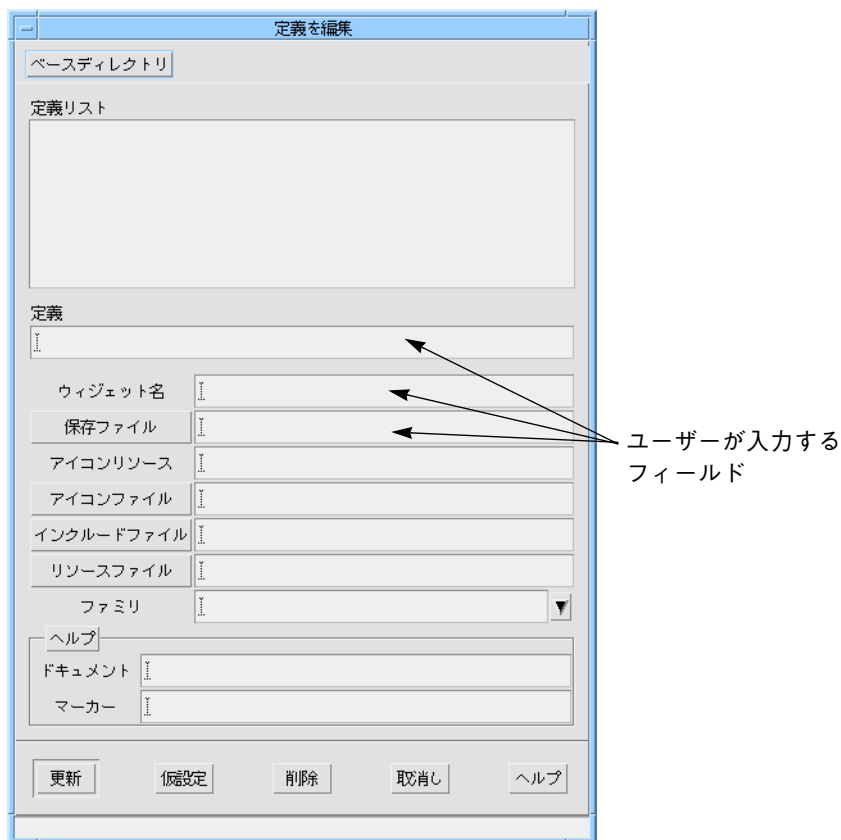 定義を編集
ベースディレクトリ
定義リスト
定義
ウィジェット名
保存ファイル
アイコンリソース
アイコンファイル
インクルードファイル
リソースファイル
ファミリ
ヘルプ
ドキュメント
マーカー
更新 仮設定 削除 取消し ヘルプ
ユーザーが入力する
フィールド